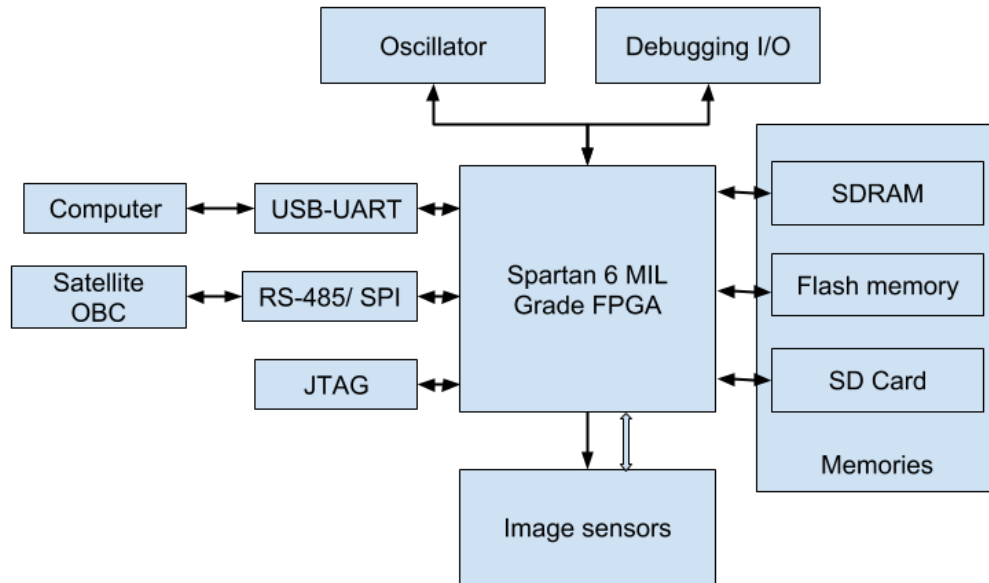 Oscillator
Debugging I/O
Computer
USB-UART
Satellite
OBC
RS-485/ SPI
JTAG
Spartan 6 MIL
Grade FPGA
SDRAM
Flash memory
SD Card
Memories
Image sensors